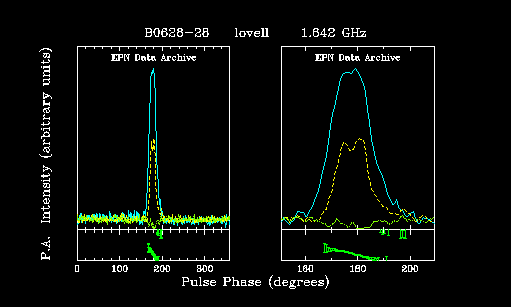 B0628-28 lovell 1.642 GHz
EPN Data Archive EPN Data Archive
Intensity (arbitrary units)
P.A.
0 100 200 300 160 180 200
Pulse Phase (degrees)